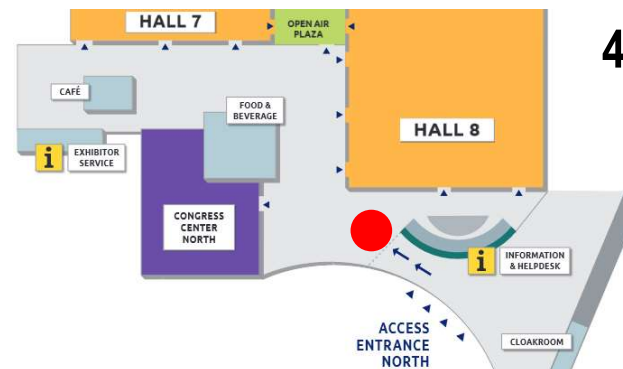 HALL 7
OPEN AIR
PLAZA
4
CAFÉ
FOOD &
BEVERAGE
HALL 8
i
EXHIBITOR
SERVICE
CONGRESS
CENTER
NORTH
i
INFORMATION
& HELPDESK
ACCESS
ENTRANCE
NORTH
CLOAKROOM